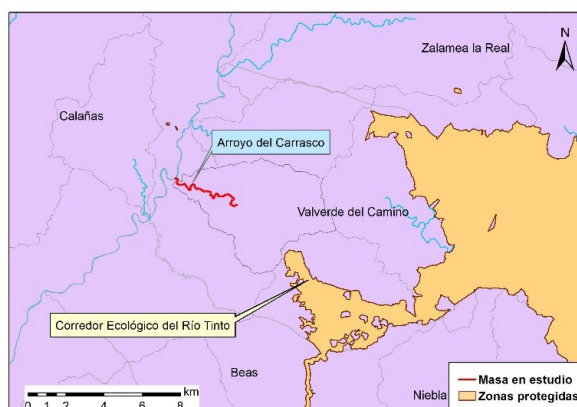 Zalamea la Real
N
Calañas
Arroyo del Carrasco
Valverde del Camino
Corredor Ecológico del Río Tinto
Beas
Niebla
km
0 1 2 4 6 8
Masa en estudio
Zonas protegidas